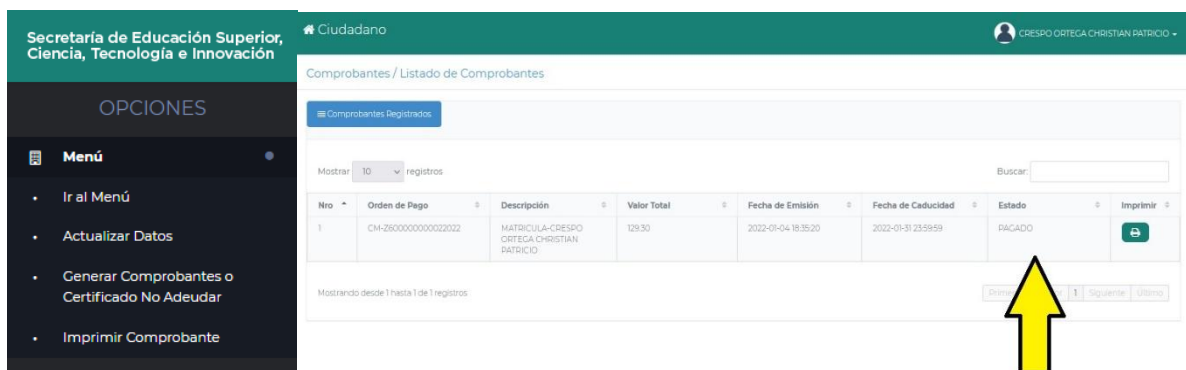 Secretaría de Educación Superior,
Ciencia, Tecnología e Innovación
OPCIONES
Menú
Ir al Menú
Actualizar Datos
Generar Comprobantes o
Certificado No Adeudar
Imprimir Comprobante
Ciudadano
CRESPO ORTEGA CHRISTIAN PATRICIO
Comprobantes / Listado de Comprobantes
Comprobantes Registrados
Mostrar 10 registros
Buscar:
Nro Orden de Pago Descripción Valor Total Fecha de Emisión Fecha de Caducidad Estado Imprimir
1 CM-Z600000000022022 MATRICULA-CRESPO ORTEGA CHRISTIAN PATRICIO 129.30 2022-01-04 18:35:20 2022-01-31 23:59:59 PAGADO
Mostrando desde 1 hasta 1 de 1 registros
1 Siguiente Último